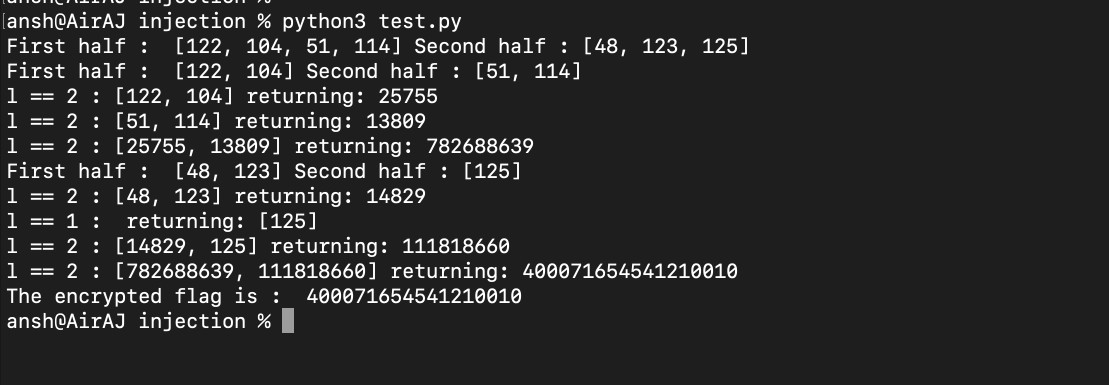 ansh@AirAJ injection %
[ansh@AirAJ injection % python3 test.py
First half :  [122, 104, 51, 114] Second half : [48, 123, 125]
First half :  [122, 104] Second half : [51, 114]
l == 2 : [122, 104] returning: 25755
l == 2 : [51, 114] returning: 13809
l == 2 : [25755, 13809] returning: 782688639
First half :  [48, 123] Second half : [125]
l == 2 : [48, 123] returning: 14829
l == 1 :  returning: [125]
l == 2 : [14829, 125] returning: 111818660
l == 2 : [782688639, 111818660] returning: 400071654541210010
The encrypted flag is :  400071654541210010
ansh@AirAJ injection %